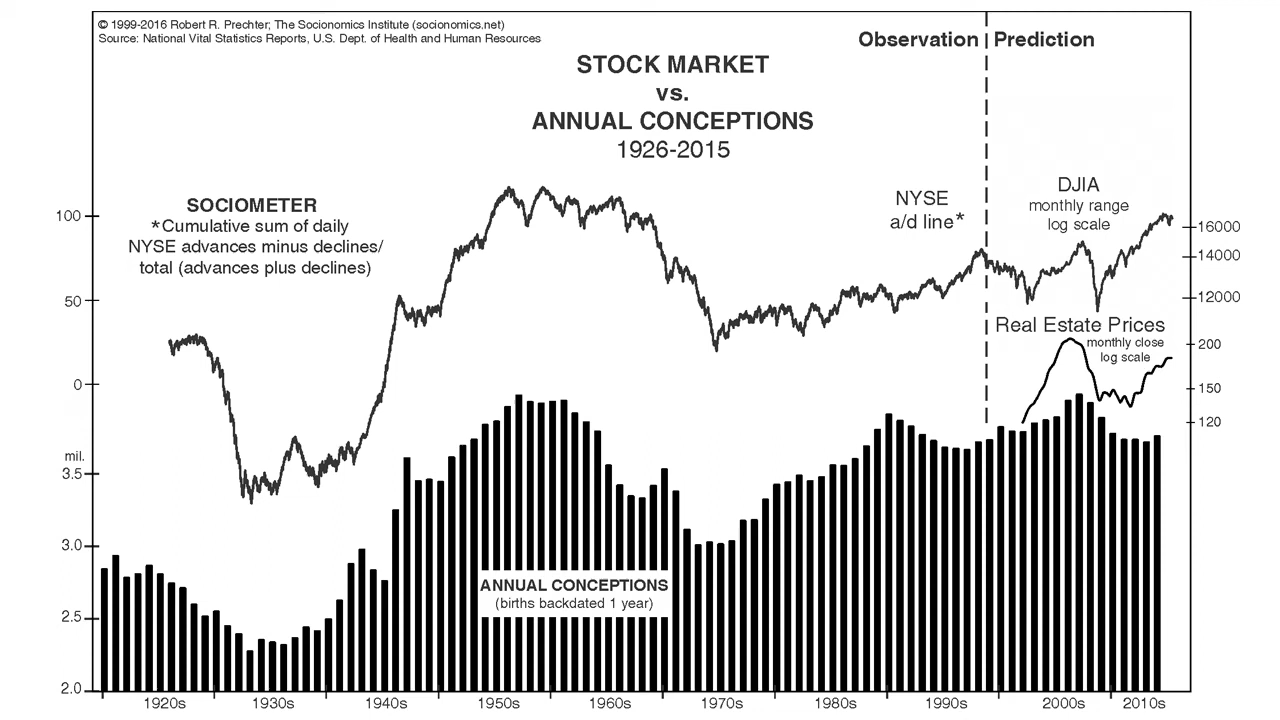 © 1999-2016 Robert R. Prechter; The Socionomics Institute (socionomics.net)
Source: National Vital Statistics Reports, U.S. Dept. of Health and Human Resources
Observation
Prediction
STOCK MARKET
vs.
ANNUAL CONCEPTIONS
1926-2015
SOCIOMETER
*Cumulative sum of daily
NYSE advances minus declines/
total (advances plus declines)
NYSE
a/d line*
DJIA
monthly range
log scale
Real Estate Prices
monthly close
log scale
100
50
0
mil.
3.5
3.0
2.5
2.0
16000
14000
12000
200
150
120
ANNUAL CONCEPTIONS
(births backdated 1 year)
1920s
1930s
1940s
1950s
1960s
1970s
1980s
1990s
2000s
2010s